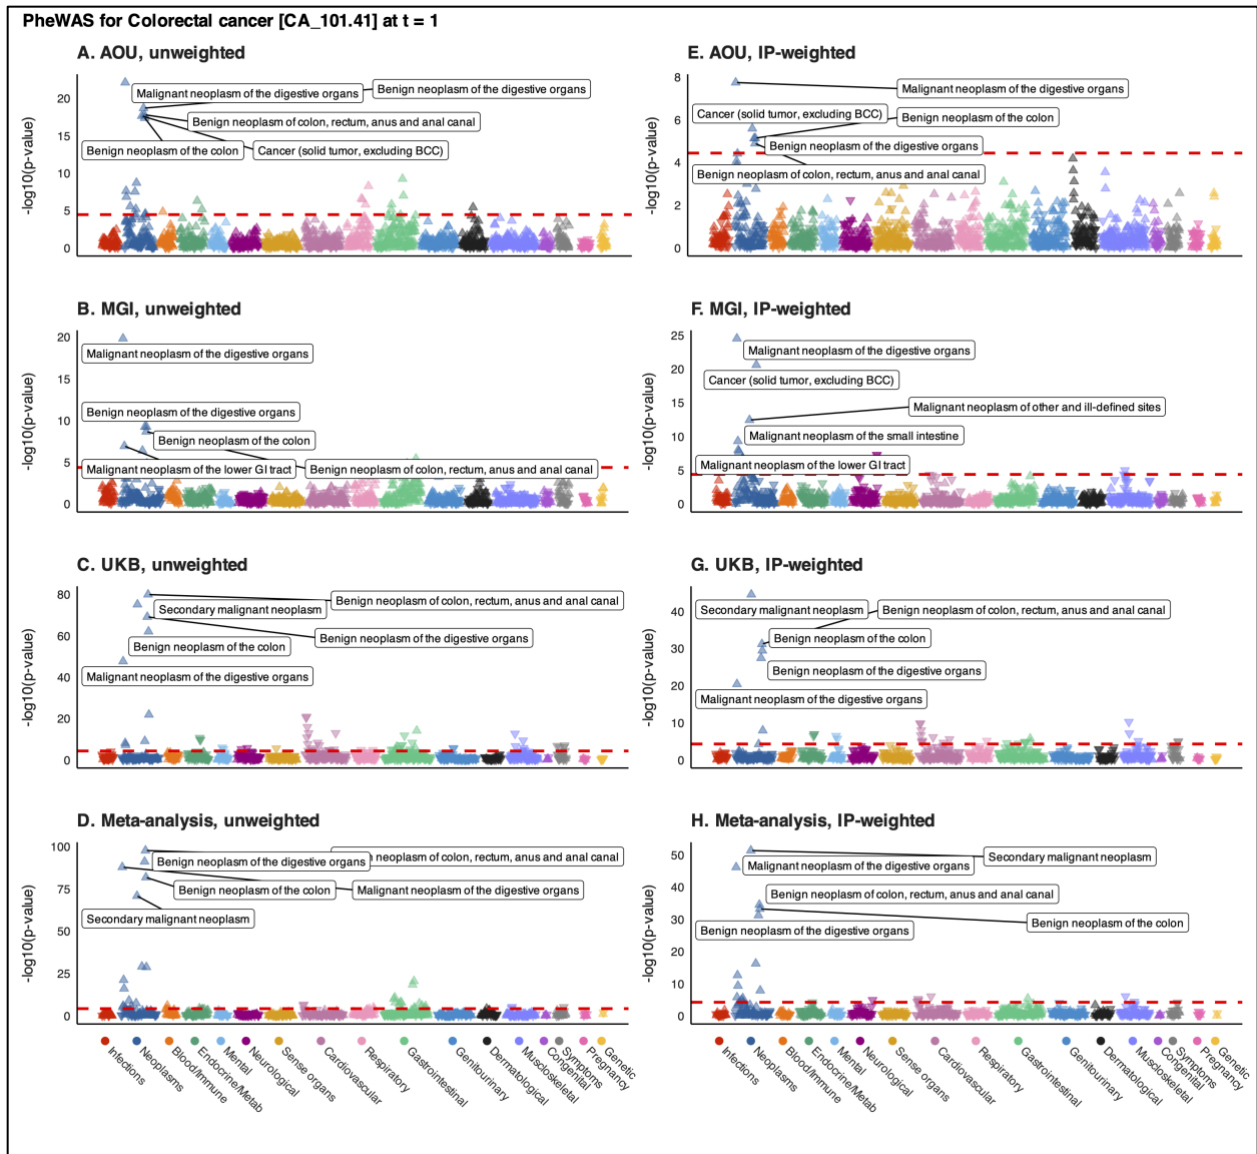 PheWAS for Colorectal cancer [CA_101.41] at t = 1
A. AOU, unweighted
-log10(p-value)
20
15
10
5
0
Malignant neoplasm of the digestive organs
Benign neoplasm of the digestive organs
Benign neoplasm of colon, rectum, anus and anal canal
Benign neoplasm of the colon
Cancer (solid tumor, excluding BCC)
E. AOU, IP-weighted
-log10(p-value)
8
6
4
2
0
Malignant neoplasm of the digestive organs
Cancer (solid tumor, excluding BCC)
Benign neoplasm of the colon
Benign neoplasm of the digestive organs
Benign neoplasm of colon, rectum, anus and anal canal
B. MGI, unweighted
-log10(p-value)
20
15
10
5
0
Malignant neoplasm of the digestive organs
Benign neoplasm of the digestive organs
Benign neoplasm of the colon
Malignant neoplasm of the lower GI tract
Benign neoplasm of colon, rectum, anus and anal canal
F. MGI, IP-weighted
-log10(p-value)
25
20
15
10
5
0
Malignant neoplasm of the digestive organs
Cancer (solid tumor, excluding BCC)
Malignant neoplasm of other and ill-defined sites
Malignant neoplasm of the small intestine
Malignant neoplasm of the lower GI tract
C. UKB, unweighted
-log10(p-value)
80
60
40
20
0
Benign neoplasm of colon, rectum, anus and anal canal
Secondary malignant neoplasm
Benign neoplasm of the digestive organs
Benign neoplasm of the colon
Malignant neoplasm of the digestive organs
G. UKB, IP-weighted
-log10(p-value)
40
30
20
10
0
Secondary malignant neoplasm
Benign neoplasm of colon, rectum, anus and anal canal
Benign neoplasm of the colon
Benign neoplasm of the digestive organs
Malignant neoplasm of the digestive organs
D. Meta-analysis, unweighted
-log10(p-value)
100
75
50
25
0
Benign neoplasm of the digestive organs
neoplasm of colon, rectum, anus and anal canal
Benign neoplasm of the colon
Malignant neoplasm of the digestive organs
Secondary malignant neoplasm
Infections
Neoplasms
Blood/Immune
Endocrine/Metab
Mental
Neurological
Sense organs
Cardiovascular
Respiratory
Gastrointestinal
Genitourinary
Dermatological
Muscloskeletal
Congenital
Symptoms
Pregnancy
Genetic
H. Meta-analysis, IP-weighted
-log10(p-value)
50
40
30
20
10
0
Secondary malignant neoplasm
Malignant neoplasm of the digestive organs
Benign neoplasm of colon, rectum, anus and anal canal
Benign neoplasm of the colon
Benign neoplasm of the digestive organs
Infections
Neoplasms
Blood/Immune
Endocrine/Metab
Mental
Neurological
Sense organs
Cardiovascular
Respiratory
Gastrointestinal
Genitourinary
Dermatological
Muscloskeletal
Congenital
Symptoms
Pregnancy
Genetic